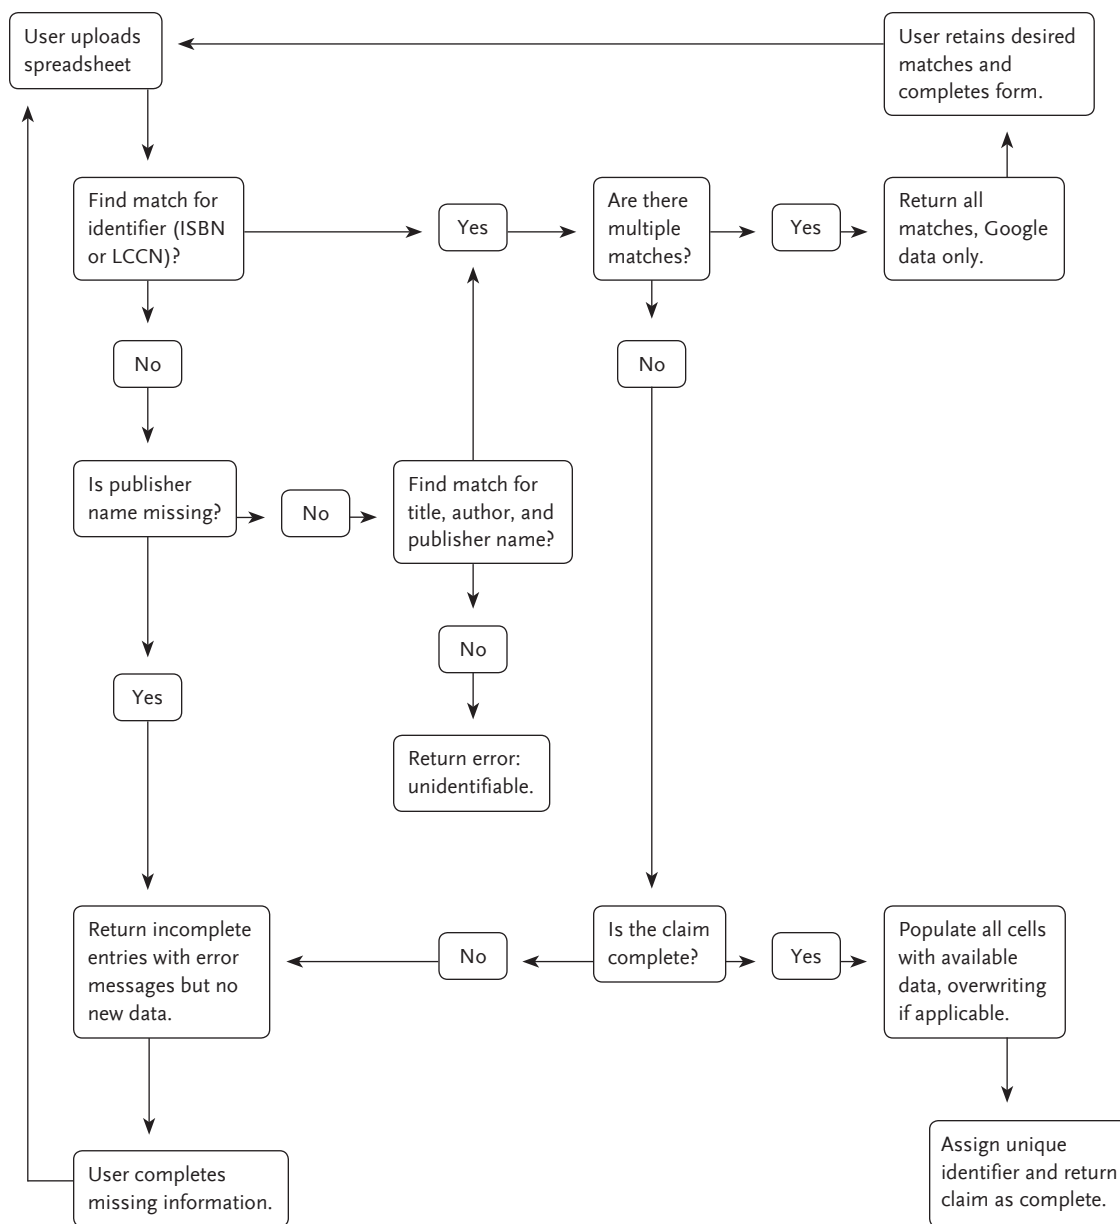 User uploads
spreadsheet
User retains desired
matches and
completes form.
Find match for
identifier (ISBN
or LCCN)?
Yes
Are there
multiple
matches?
Yes
Return all
matches, Google
data only.
No
No
Is publisher
name missing?
No
Find match for
title, author, and
publisher name?
No
Yes
Return error:
unidentifiable.
Return incomplete
entries with error
messages but no
new data.
No
Is the claim
complete?
Yes
Populate all cells
with available
data, overwriting
if applicable.
User completes
missing information.
Assign unique
identifier and return
claim as complete.